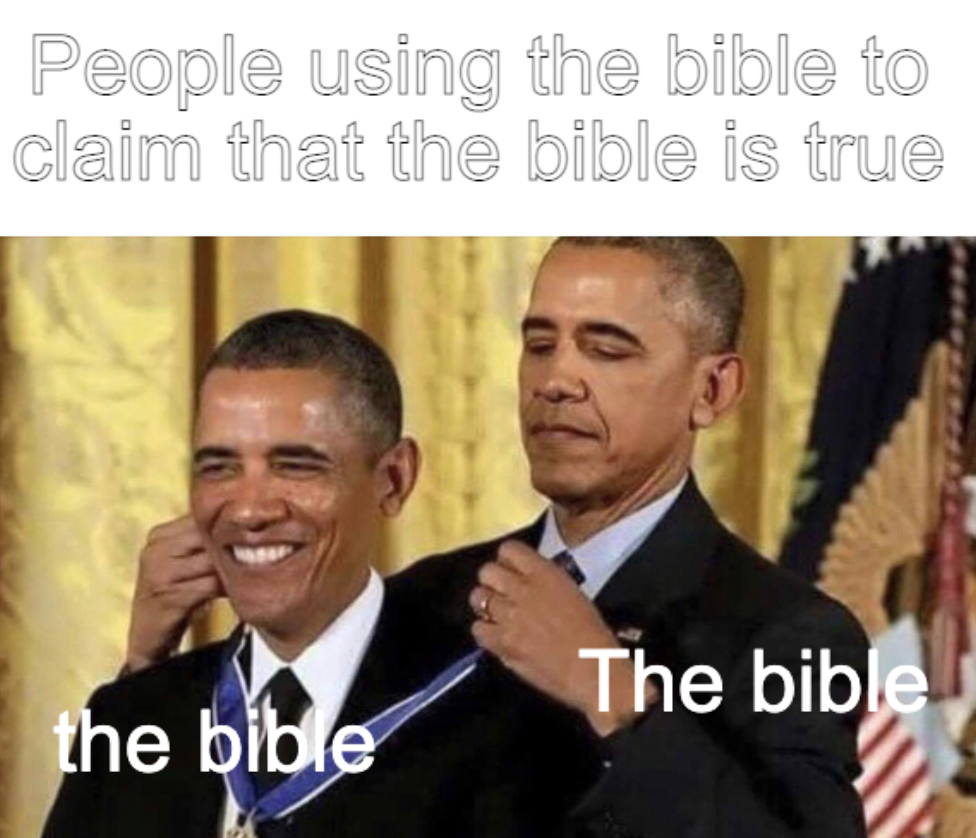 People using the bible to
claim that the bible is true
The bible
the bible